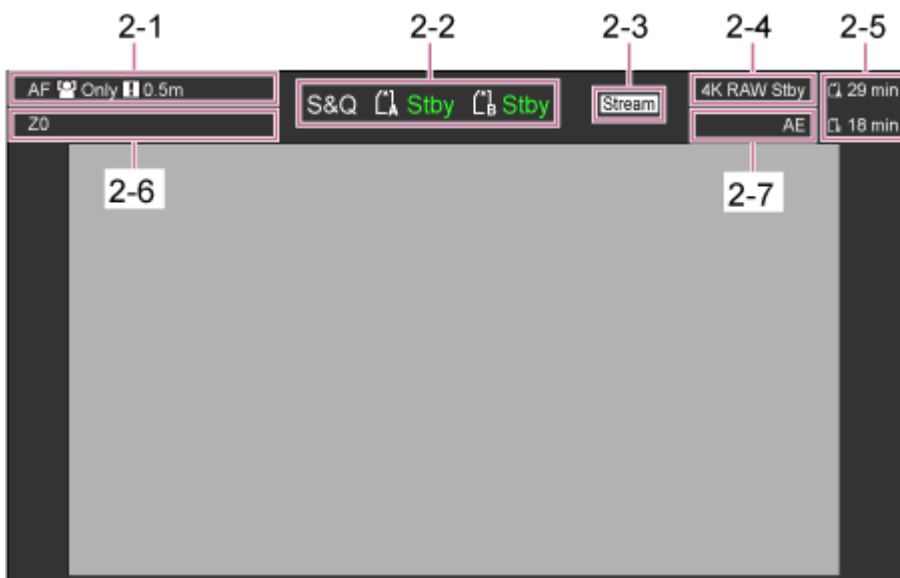 2-1 2-2 2-3 2-4 2-5
AF Only 0.5m
S&Q A Stby B Stby
Stream
4K RAW Stby
A 29 min
Z0
AE
B 18 min
2-6
2-7